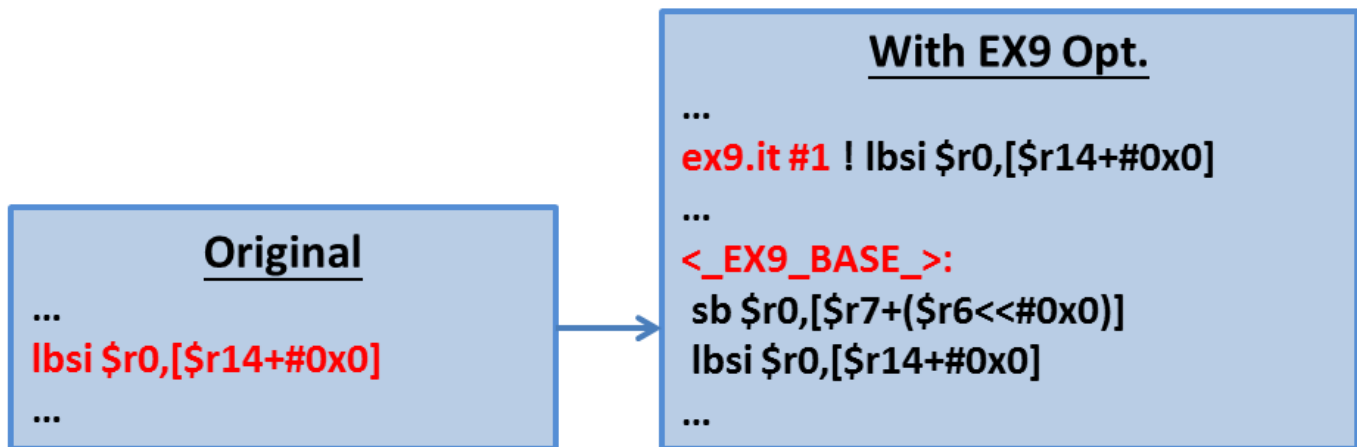 Original
...
lbsi $r0,[$r14+#0x0]
...
With EX9 Opt.
...
ex9.it #1 ! lbsi $r0,[$r14+#0x0]
...
<_EX9_BASE_>:
sb $r0,[$r7+($r6<<#0x0)]
lbsi $r0,[$r14+#0x0]
...